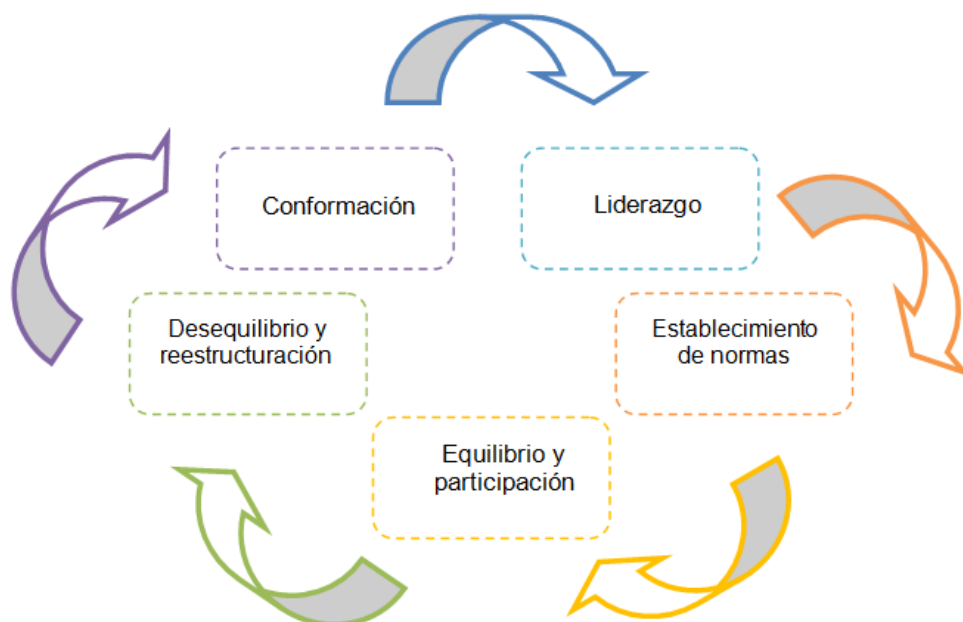 Conformación
Liderazgo
Establecimiento
de normas
Equilibrio y
participación
Desequilibrio y
reestructuración